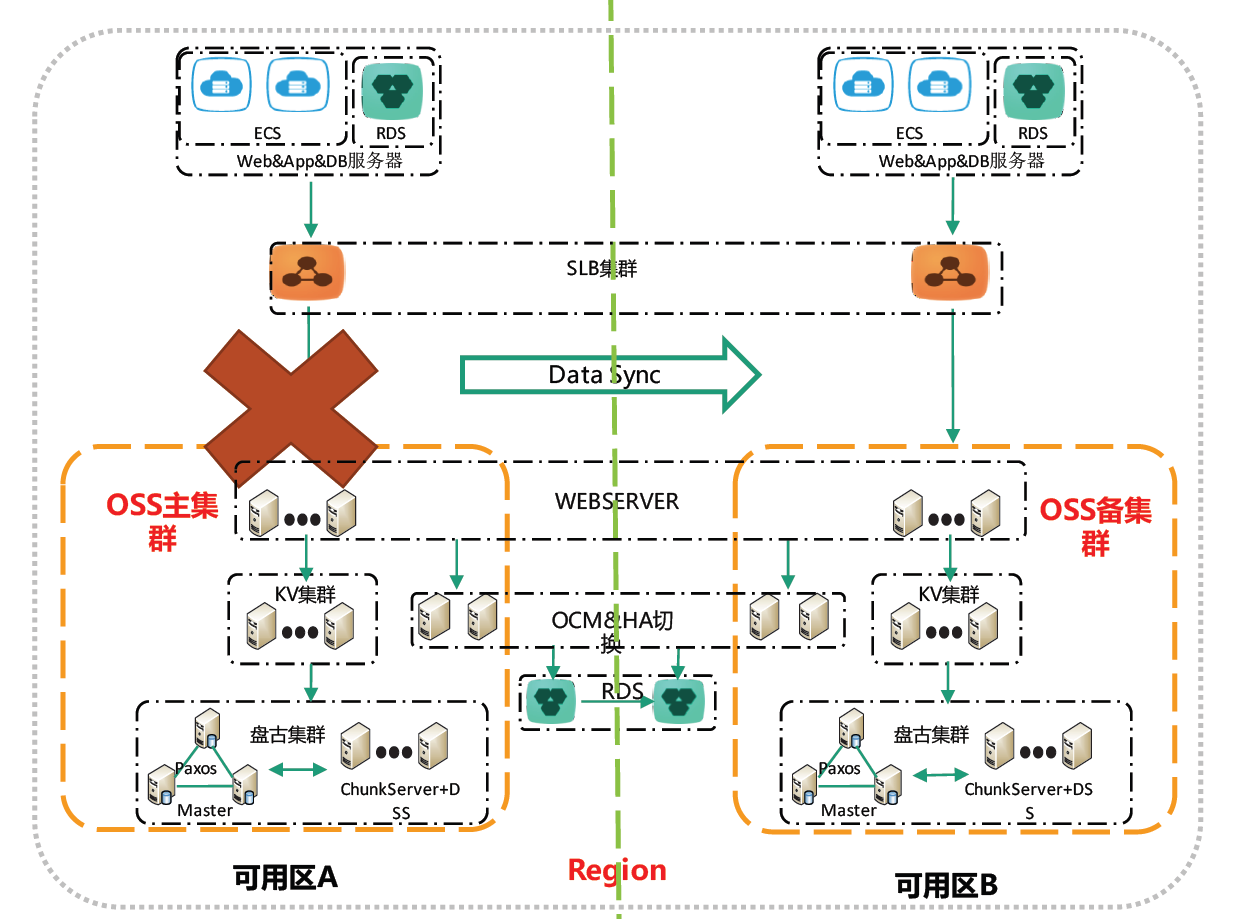 ECS
RDS
Web&App&DB服务器
ECS
RDS
Web&App&DB服务器
SLB集群
Data Sync
OSS主集
群
WEBSERVER
OSS备集
群
KV集群
OCM&HA切
换
KV集群
RDS
盘古集群
Paxos
Master
ChunkServer+D
SS
盘古集群
Paxos
Master
ChunkServer+DS
S
可用区A
Region
可用区B